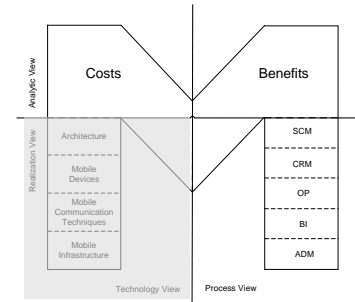 Analytic View
Costs
Benefits
Realization View
Architecture
Mobile
Devices
Mobile
Communication
Techniques
Mobile
Infrastructure
SCM
CRM
OP
BI
ADM
Technology View
Process View